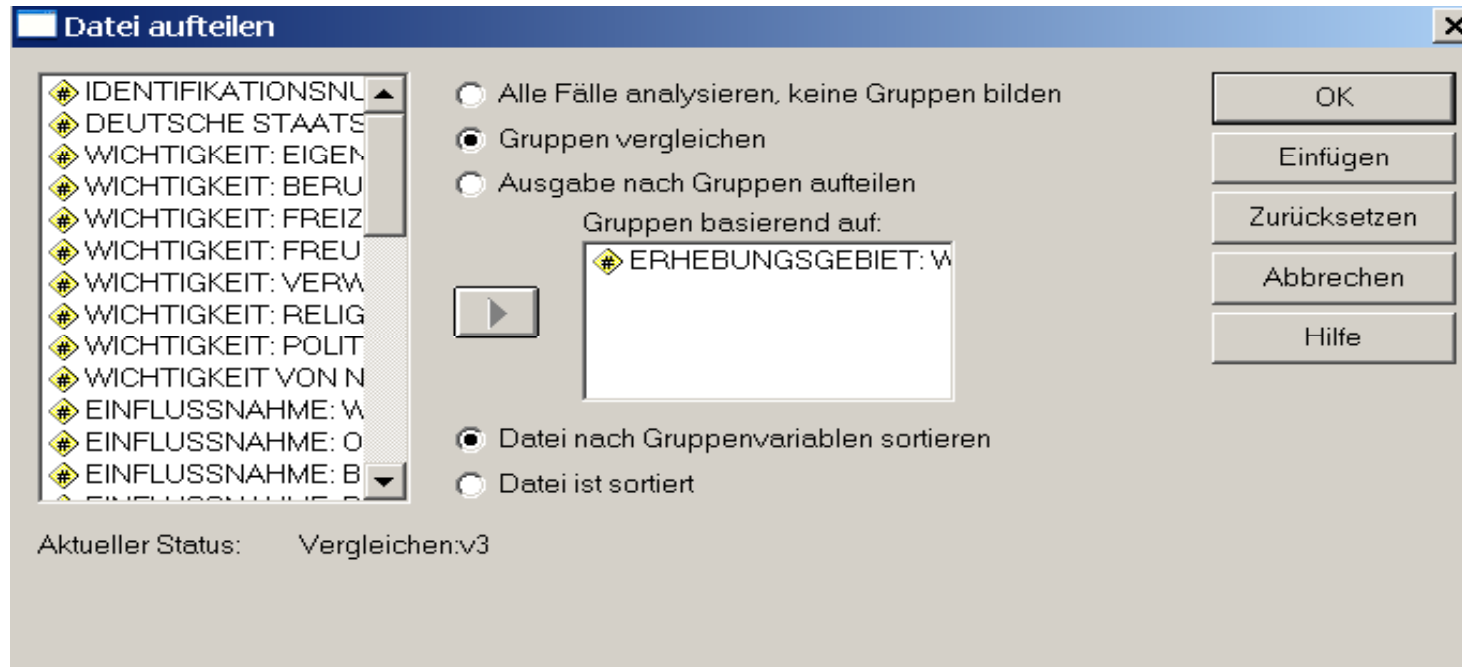 Datei aufteilen
IDENTIFIKATIONSNU
DEUTSCHE STAATS
WICHTIGKEIT: EIGEN
WICHTIGKEIT: BERU
WICHTIGKEIT: FREIZ
WICHTIGKEIT: FREU
WICHTIGKEIT: VERW
WICHTIGKEIT: RELIG
WICHTIGKEIT: POLIT
WICHTIGKEIT VON N
EINFLUSSNAHME: W
EINFLUSSNAHME: O
EINFLUSSNAHME: B
Alle Fälle analysieren, keine Gruppen bilden
Gruppen vergleichen
Ausgabe nach Gruppen aufteilen
Gruppen basierend auf:
ERHEBUNGSGEBIET: W
Datei nach Gruppenvariablen sortieren
Datei ist sortiert
OK
Einfügen
Zurücksetzen
Abbrechen
Hilfe
Aktueller Status: Vergleichen:v3